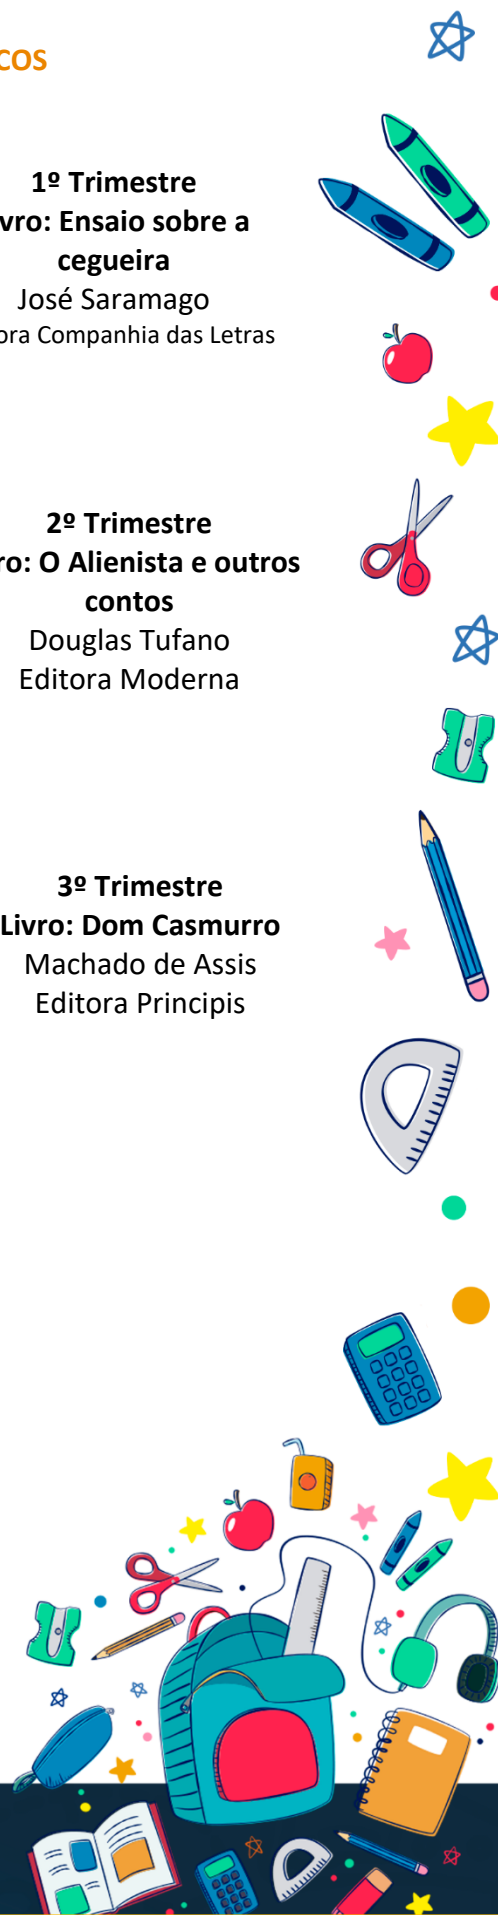 COS
1º Trimestre
vro: Ensaio sobre a
cegueira
José Saramago
ora Companhia das Letras
2º Trimestre
ro: O Alienista e outros
contos
Douglas Tufano
Editora Moderna
3º Trimestre
Livro: Dom Casmurro
Machado de Assis
Editora Principis